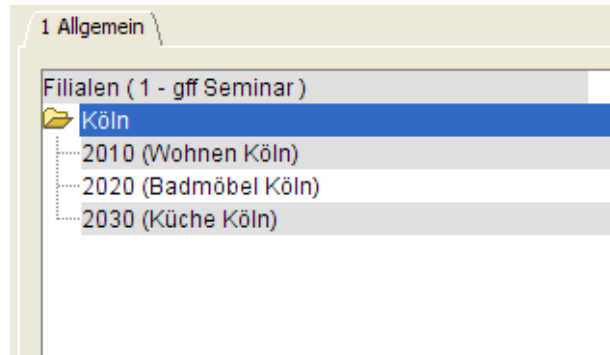 1 Allgemein
Filialen ( 1 - gff Seminar )
Köln
2010 (Wohnen Köln)
2020 (Badmöbel Köln)
2030 (Küche Köln)